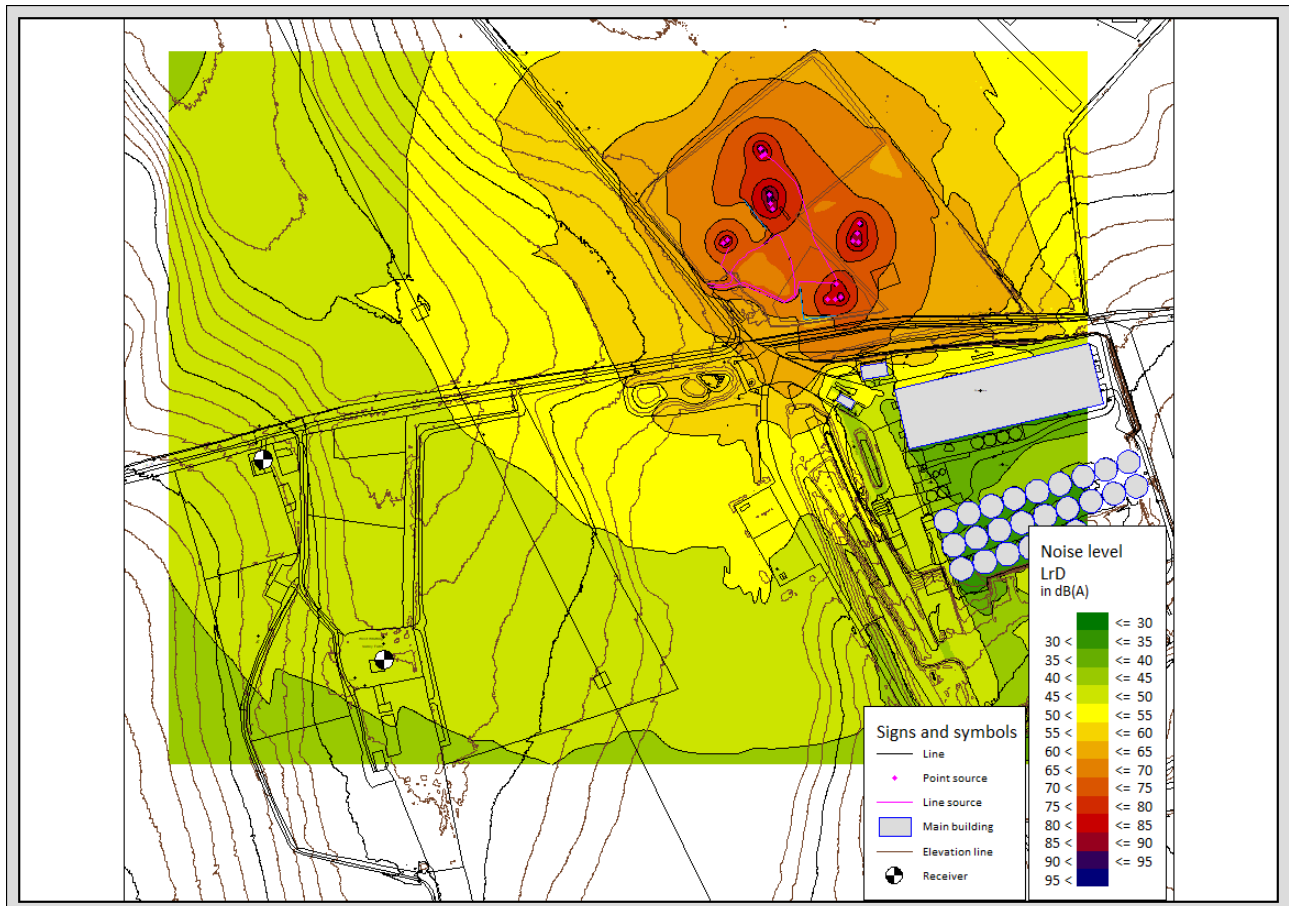 Noise level
LrD
in dB(A)
<= 30
30 < <= 35
35 < <= 40
40 < <= 45
45 < <= 50
50 < <= 55
55 < <= 60
60 < <= 65
65 < <= 70
70 < <= 75
75 < <= 80
80 < <= 85
85 < <= 90
90 < <= 95
95 <
Signs and symbols
Line
Point source
Line source
Main building
Elevation line
Receiver